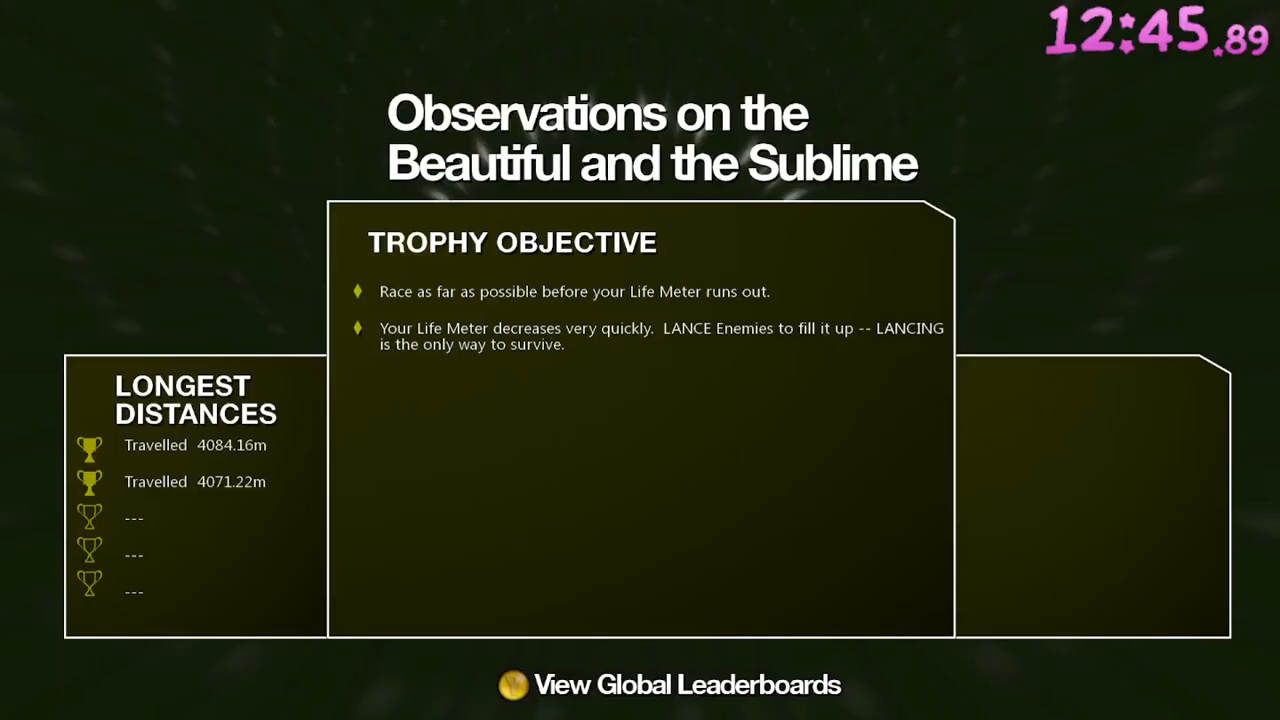 12:45.89
Observations on the
Beautiful and the Sublime
TROPHY OBJECTIVE
Race as far as possible before your Life Meter runs out.
Your Life Meter decreases very quickly.  LANCE Enemies to fill it up -- LANCING
is the only way to survive.
LONGEST
DISTANCES
Travelled 4084.16m
Travelled 4071.22m
---
---
---
Y View Global Leaderboards